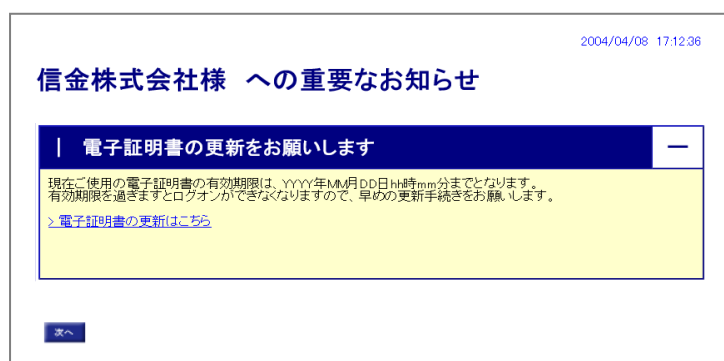 2004/04/08 17:12:36
信金株式会社様 への重要なお知らせ
| 電子証明書の更新をお願いします
現在ご使用の電子証明書の有効期限は、YYYY年MM月DD日hh時mm分までとなります。
有効期限を過ぎますとログオンができなくなりますので、早めの更新手続きをお願いします。
> 電子証明書の更新はこちら
次へ